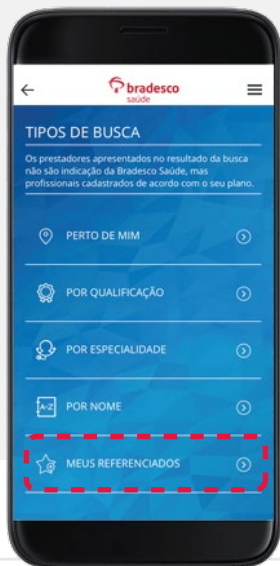 bradesco
saúde
TIPOS DE BUSCA
Os prestadores apresentados no resultado da busca
não são indicação da Bradesco Saúde, mas
profissionais cadastrados de acordo com o seu plano.
PERTO DE MIM
POR QUALIFICAÇÃO
POR ESPECIALIDADE
A-Z POR NOME
MEUS REFERENCIADOS